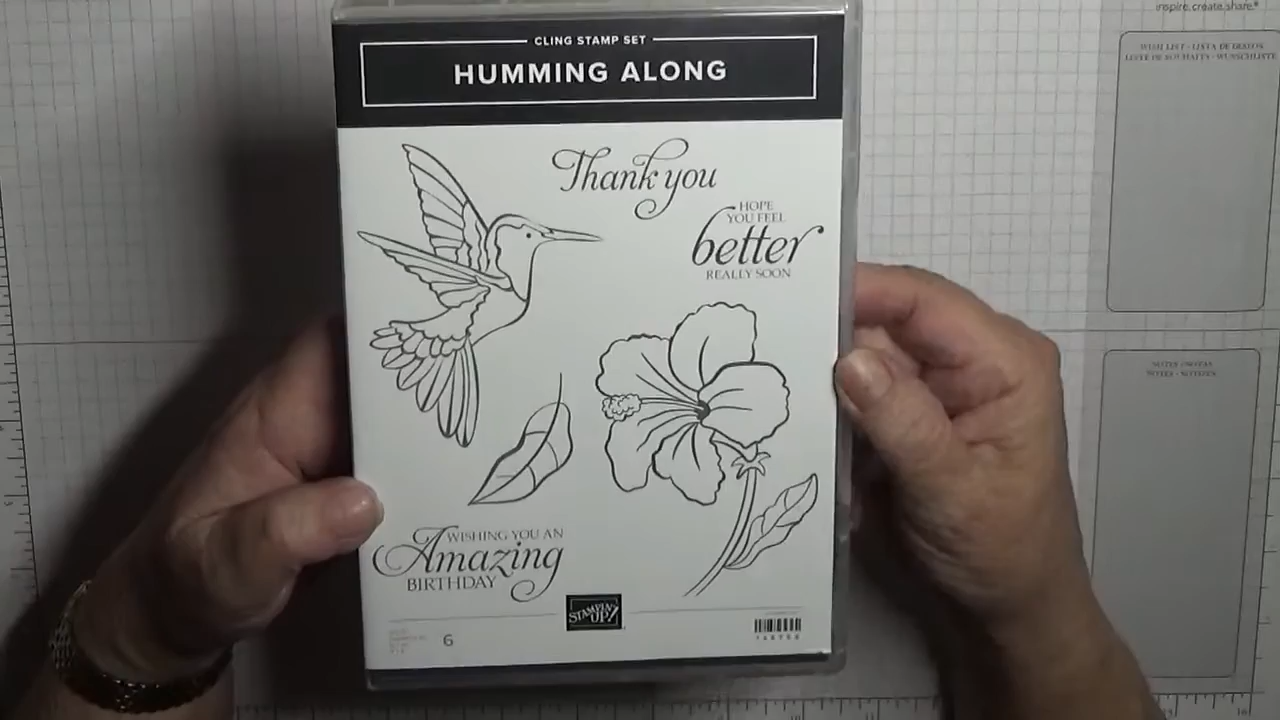 inspire.create.share.®
CLING STAMP SET
HUMMING ALONG
WISH LIST • LISTA DE DESEOS
LISTE DE SOUHAITS • WUNSCHLISTE
Thank you
HOPE
YOU FEEL
better
REALLY SOON
NOTES • NOTAS
NOTES • NOTIZEN
WISHING YOU AN
Amazing
BIRTHDAY
STAMPIN'
UP!
6